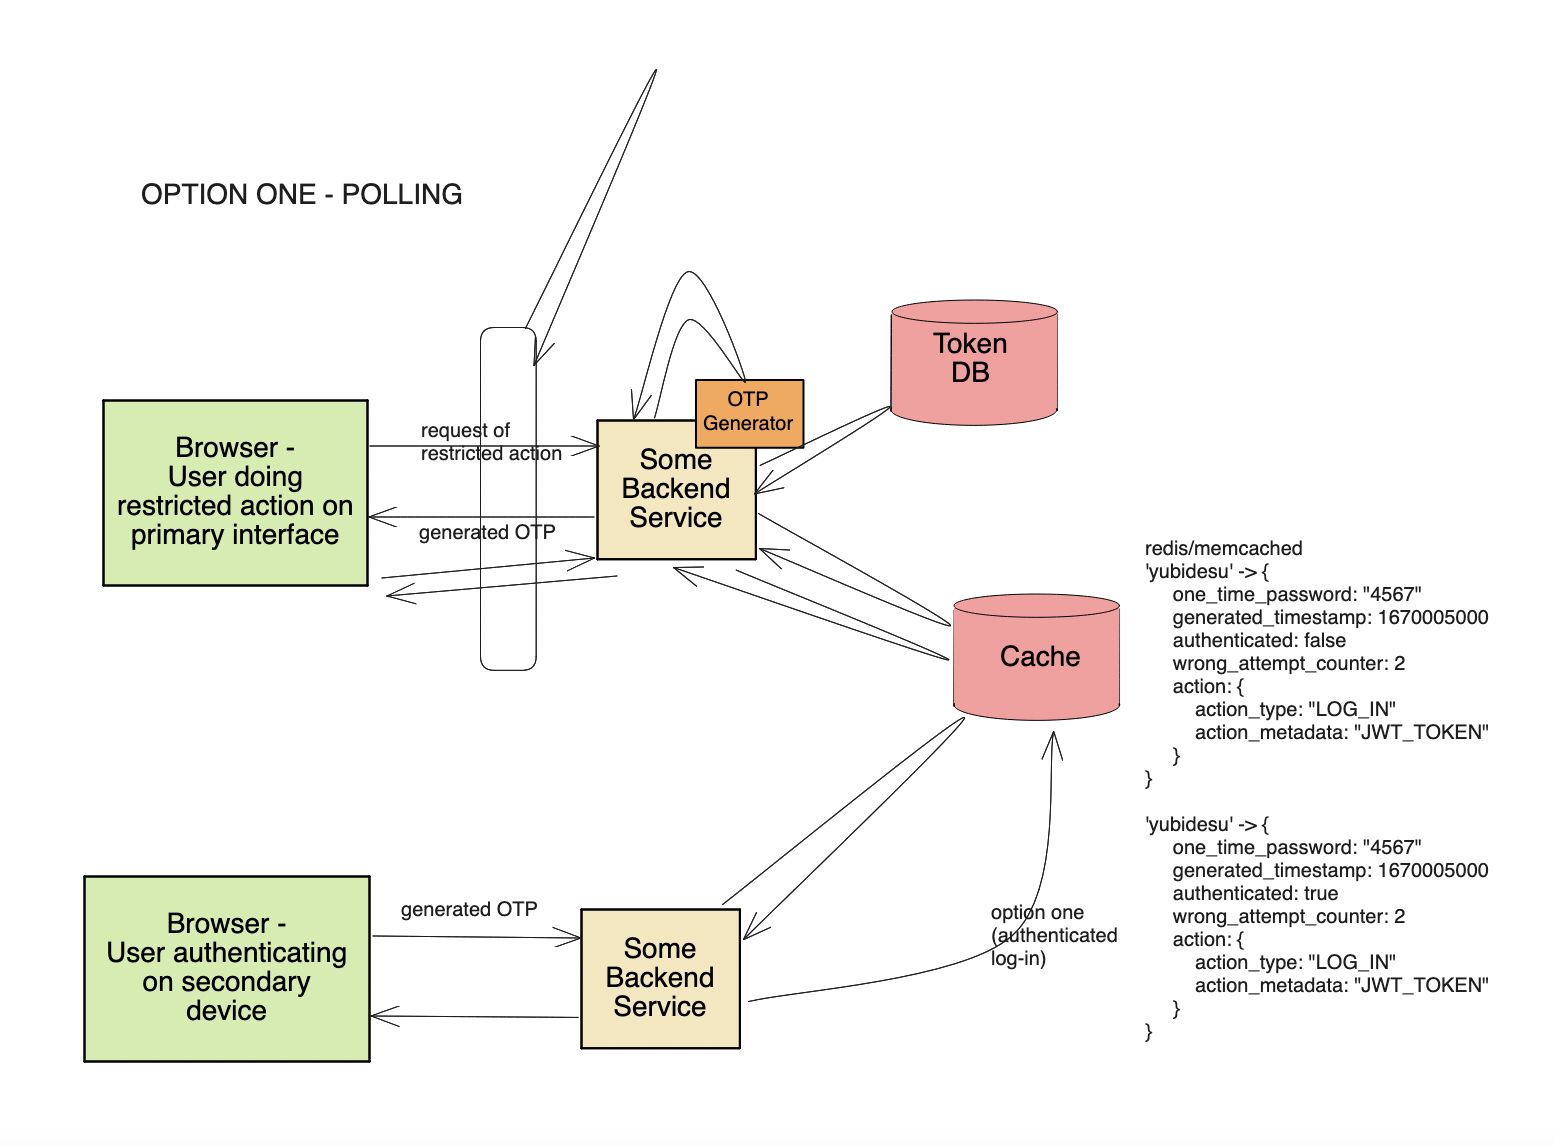 OPTION ONE - POLLING
Token
DB
OTP
Generator
Browser -
User doing
restricted action on
primary interface
request of
restricted action
generated OTP
Some
Backend
Service
Cache
redis/memcached
'yubidesu' -> {
one_time_password: "4567"
generated_timestamp: 1670005000
authenticated: false
wrong_attempt_counter: 2
action: {
action_type: "LOG_IN"
action_metadata: "JWT_TOKEN"
}
}
'yubidesu' -> {
one_time_password: "4567"
generated_timestamp: 1670005000
authenticated: true
wrong_attempt_counter: 2
action: {
action_type: "LOG_IN"
action_metadata: "JWT_TOKEN"
}
}
Browser -
User authenticating
on secondary
device
generated OTP
Some
Backend
Service
option one
(authenticated
log-in)